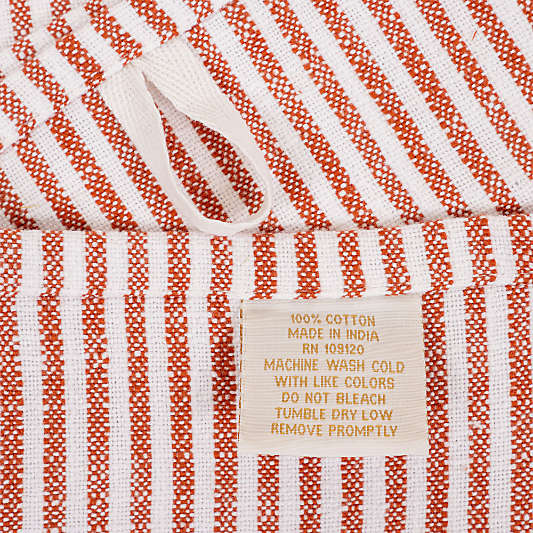 100% COTTON
MADE IN INDIA
RN 109120
MACHINE WASH COLD
WITH LIKE COLORS
DO NOT BLEACH
TUMBLE DRY LOW
REMOVE PROMPTLY